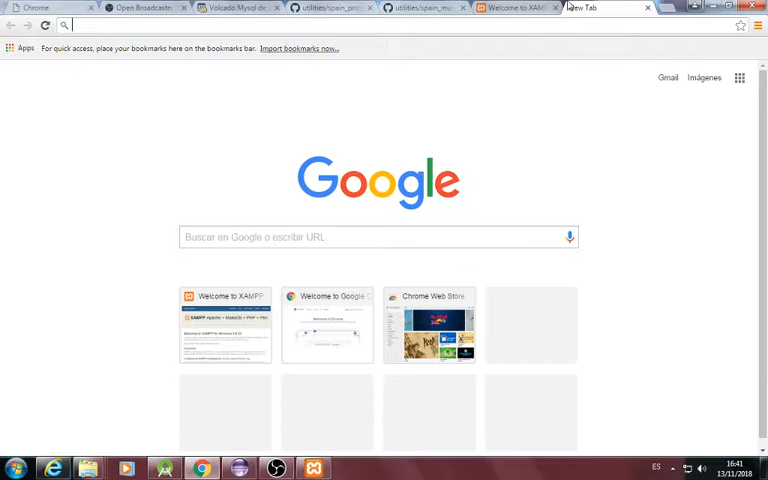 Chrome
Open Broadcaste
Volcado Mysql de
utilities/spain_pro
utilities/spain_mu
Welcome to XAM
New Tab
Apps
For quick access, place your bookmarks here on the bookmarks bar. Import bookmarks now...
Gmail Imágenes
Google
Buscar en Google o escribir URL
Welcome to XAMPP
Welcome to Google C
Chrome Web Store
ES
16:41
13/11/2018